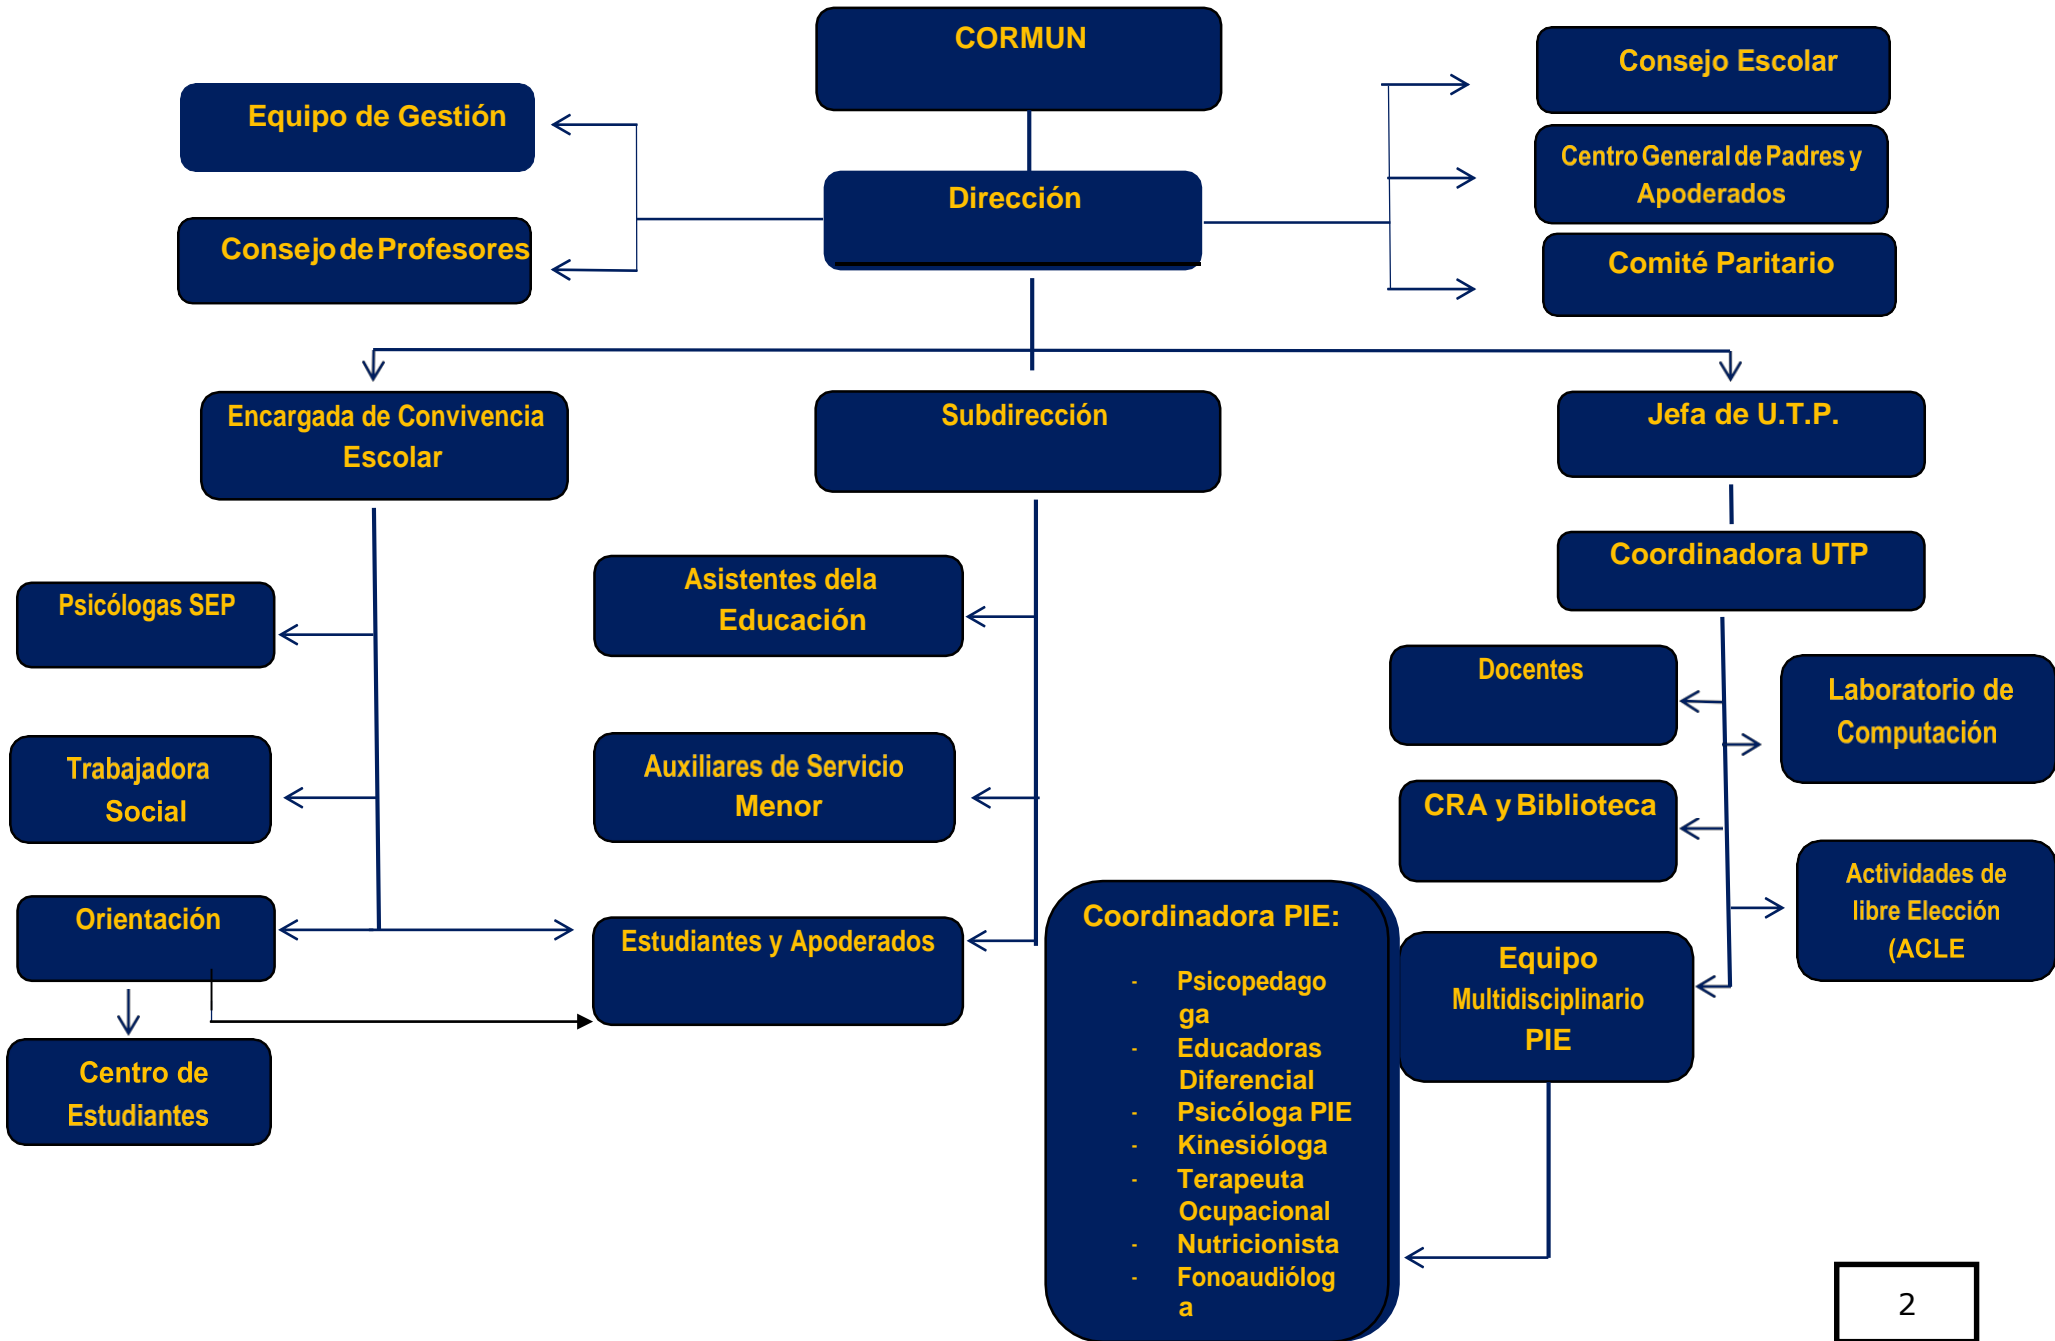 CORMUN
Consejo Escolar
Equipo de Gestión
Centro General de Padres y
Apoderados
Dirección
Consejo de Profesores
Comité Paritario
Encargada de Convivencia
Escolar
Subdirección
Jefa de U.T.P.
Coordinadora UTP
Psicólogas SEP
Asistentes dela
Educación
Docentes
Laboratorio de
Computación
Trabajadora
Social
Auxiliares de Servicio
Menor
CRA y Biblioteca
Actividades de
libre Elección
(ACLE
Orientación
Estudiantes y Apoderados
Coordinadora PIE:
- Psicopedago
ga
- Educadoras
Diferencial
- Psicóloga PIE
- Kinesióloga
- Terapeuta
Ocupacional
- Nutricionista
- Fonoaudiólog
a
Equipo
Multidisciplinario
PIE
Centro de
Estudiantes
2